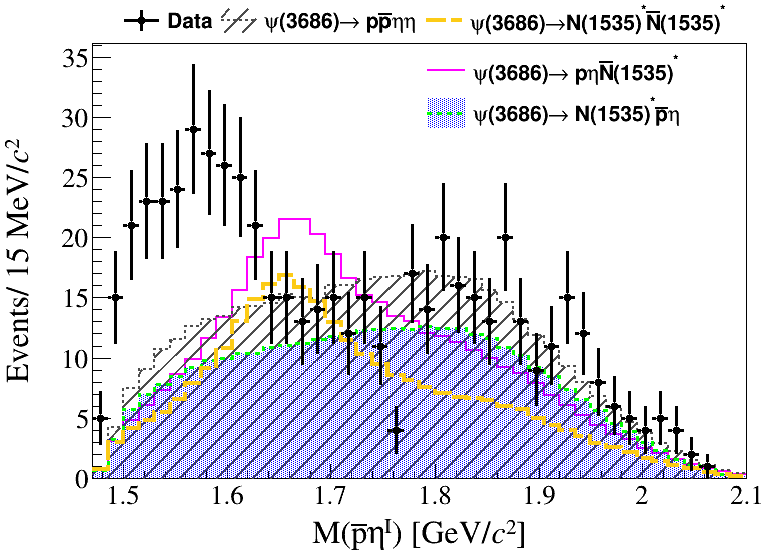 Data ψ(3686)→ pp̅ηη ψ(3686)→N(1535)*N̅(1535)*
ψ(3686)→ pηN̅(1535)*
ψ(3686)→ N(1535)*p̅η
Events/ 15 MeV/c²
35
30
25
20
15
10
5
0
1.5 1.6 1.7 1.8 1.9 2 2.1
M(p̅ηᴵ) [GeV/c²]